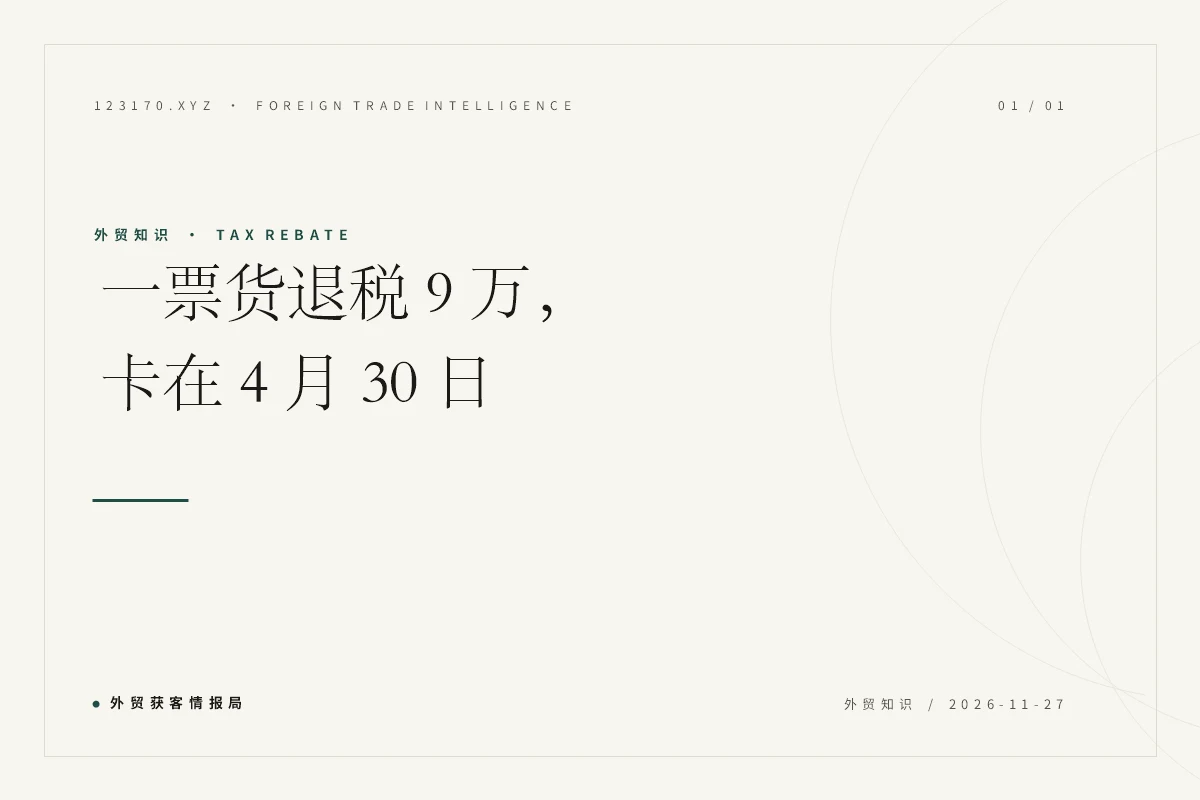 123170.XYZ · FOREIGN TRADE INTELLIGENCE
01 / 01
外贸知识 · TAX REBATE
一票货退税 9 万，
卡在 4 月 30 日
外贸获客情报局
外贸知识 / 2026-11-27